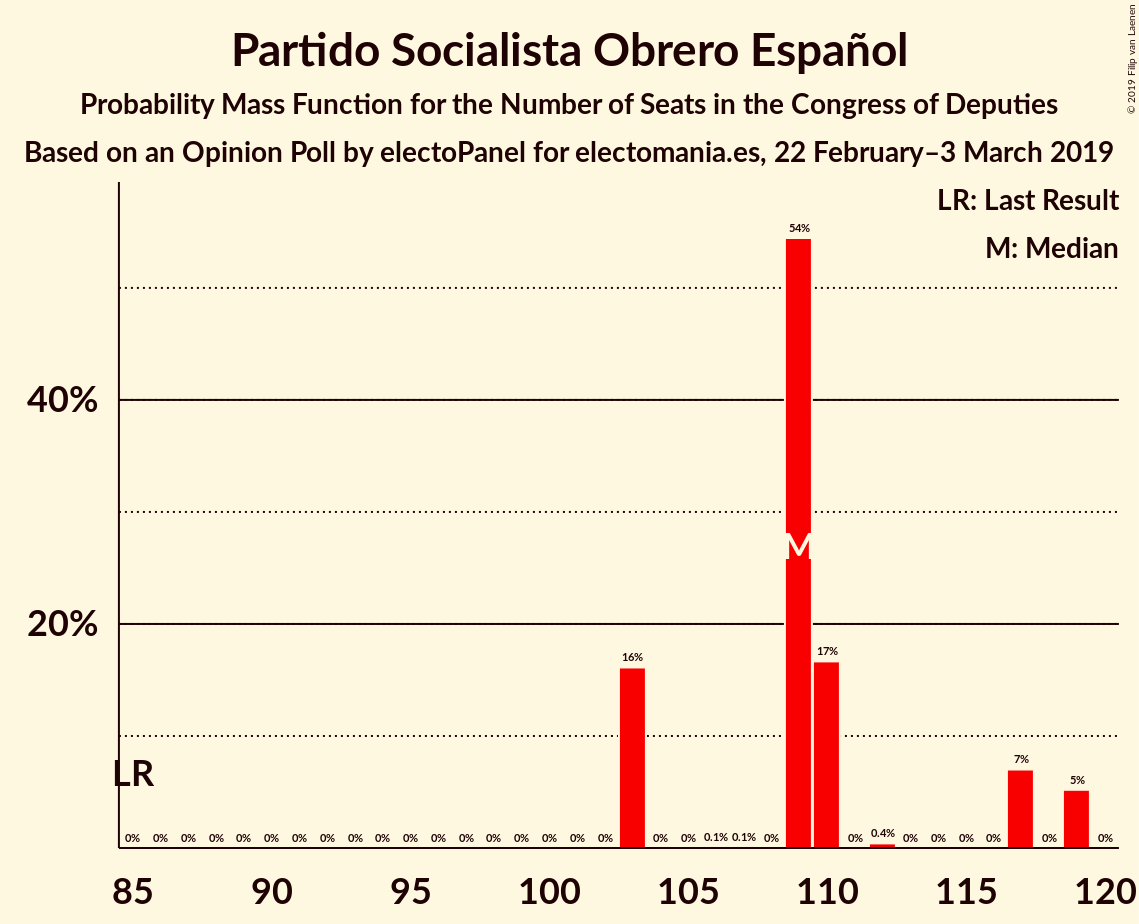 Partido Socialista Obrero Español
Probability Mass Function for the Number of Seats in the Congress of Deputies
Based on an Opinion Poll by electoPanel for electomania.es, 22 February–3 March 2019
© 2019 Filip van Laenen
LR: Last Result
M: Median
54%
40%
M
20%
16% 17%
LR
7% 5%
0% 0% 0% 0% 0% 0% 0% 0% 0% 0% 0% 0% 0% 0% 0% 0% 0% 0% 0% 0% 0.1% 0.1% 0% 0% 0.4% 0% 0% 0% 0% 0% 0%
85 90 95 100 105 110 115 120